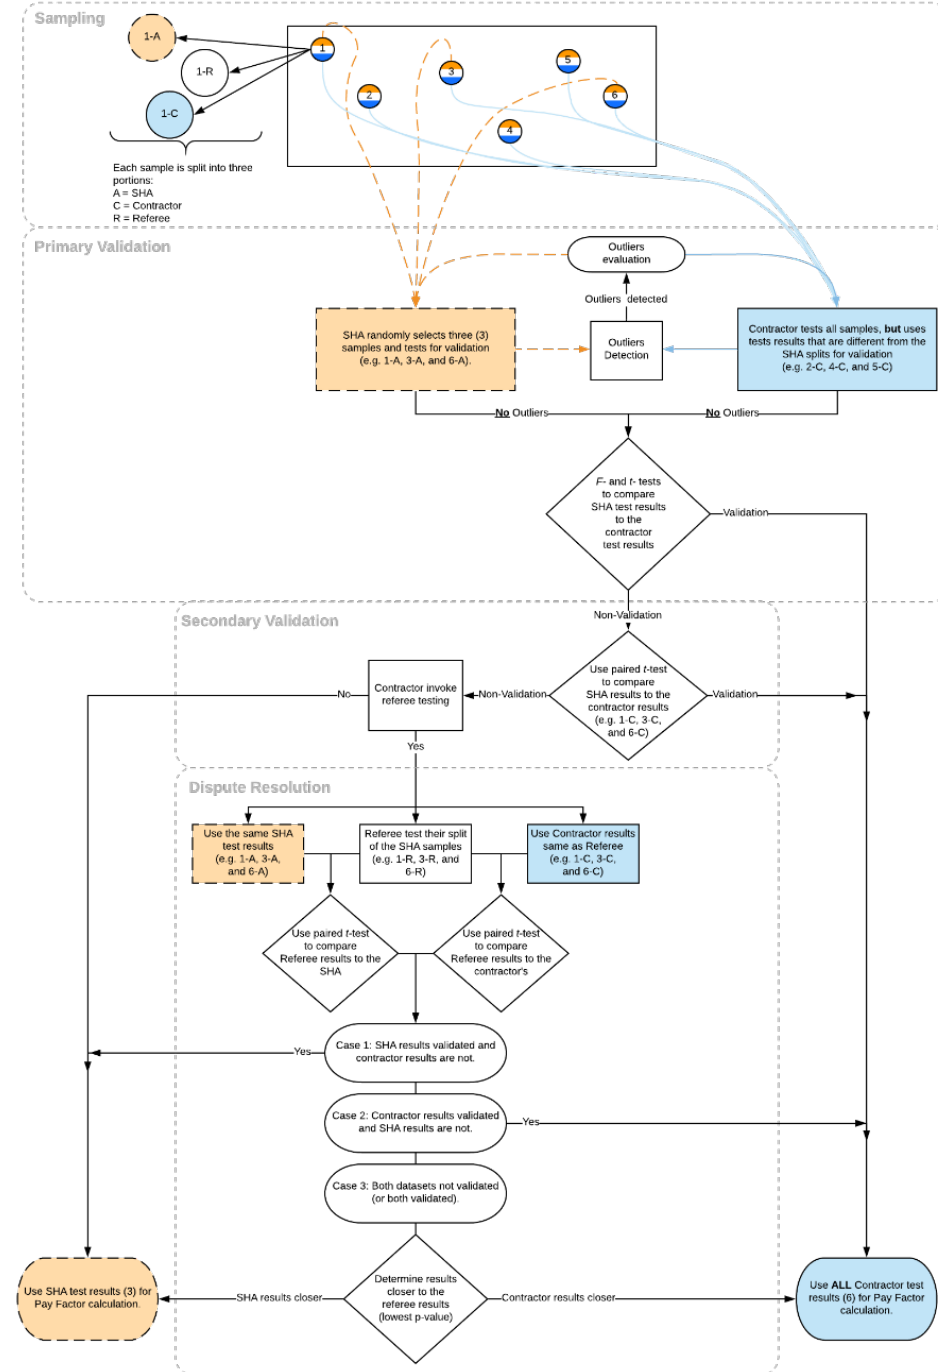 Sampling
1-A
1-R
1-C
1
2
3
4
5
6
Each sample is split into three
portions:
A = SHA
C = Contractor
R = Referee
Primary Validation
Outliers
evaluation
Outliers detected
SHA randomly selects three (3)
samples and tests for validation
(e.g. 1-A, 3-A, and 6-A).
Outliers
Detection
Contractor tests all samples, but uses
tests results that are different from the
SHA splits for validation
(e.g. 2-C, 4-C, and 5-C)
No Outliers
No Outliers
F- and t- tests
to compare
SHA test results
to the
contractor
test results
Validation
Non-Validation
Secondary Validation
Use paired t-test
to compare
SHA results to the
contractor results
(e.g. 1-C, 3-C,
and 6-C)
Validation
Non-Validation
Contractor invoke
referee testing
No
Yes
Dispute Resolution
Use the same SHA
test results
(e.g. 1-A, 3-A,
and 6-A)
Referee test their split
of the SHA samples
(e.g. 1-R, 3-R, and
6-R)
Use Contractor results
same as Referee
(e.g. 1-C, 3-C,
and 6-C)
Use paired t-test
to compare
Referee results to the
SHA
Use paired t-test
to compare
Referee results to the
contractor's
Case 1: SHA results validated and
contractor results are not.
Yes
Case 2: Contractor results validated
and SHA results are not.
Yes
Case 3: Both datasets not validated
(or both validated).
Determine results
closer to the
referee results
(lowest p-value)
SHA results closer
Contractor results closer
Use SHA test results (3) for
Pay Factor calculation.
Use ALL Contractor test
results (6) for Pay Factor
calculation.